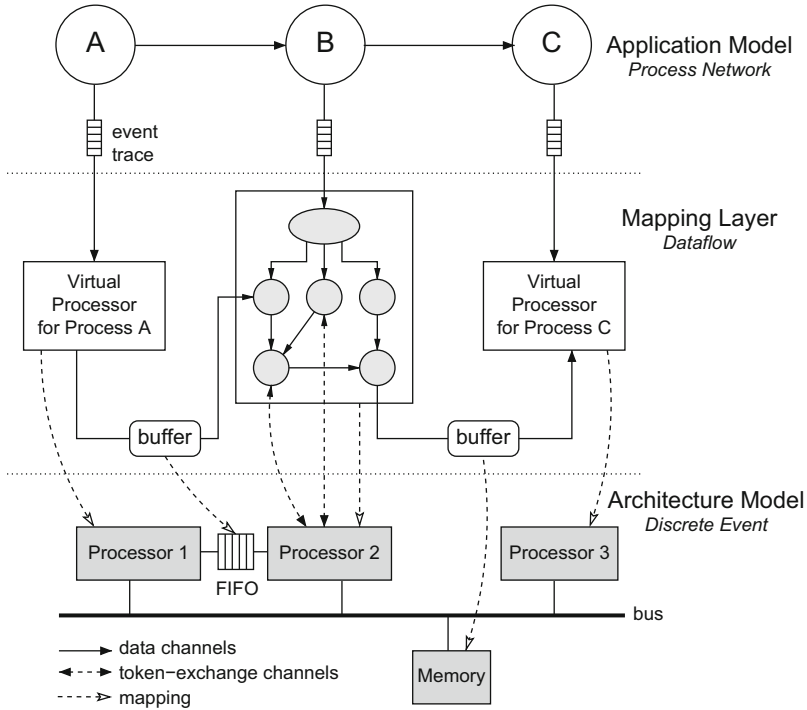 A
B
C
Application Model
Process Network
event
trace
Mapping Layer
Dataflow
Virtual
Processor
for Process A
Virtual
Processor
for Process C
buffer
buffer
Architecture Model
Discrete Event
Processor 1
Processor 2
Processor 3
FIFO
bus
data channels
token−exchange channels
mapping
Memory